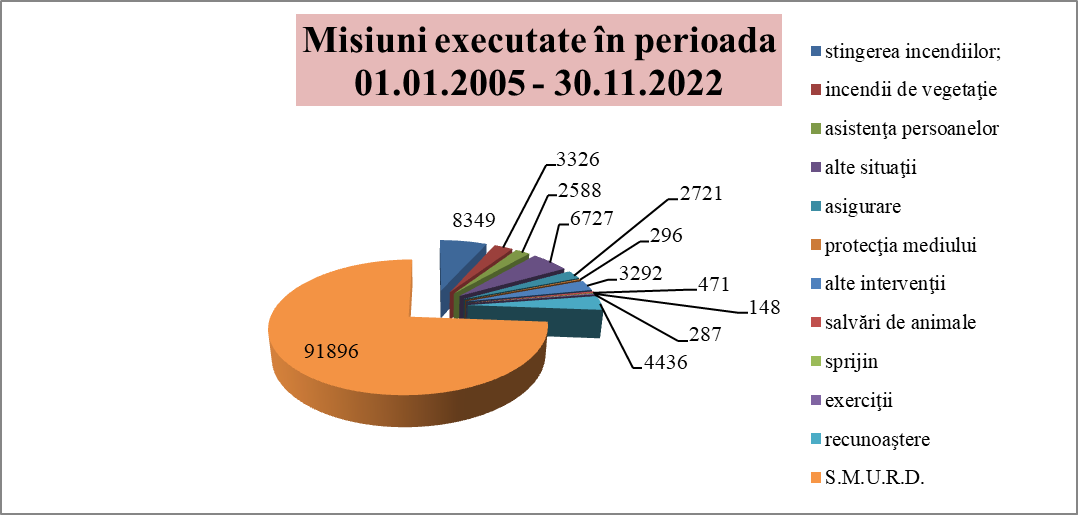 Misiuni executate în perioada
01.01.2005 - 30.11.2022
8349
3326
2588
6727
2721
296
3292
471
148
287
4436
91896
stingerea incendiilor;
incendii de vegetaţie
asistenţa persoanelor
alte situaţii
asigurare
protecţia mediului
alte intervenţii
salvări de animale
sprijin
exerciţii
recunoaştere
S.M.U.R.D.